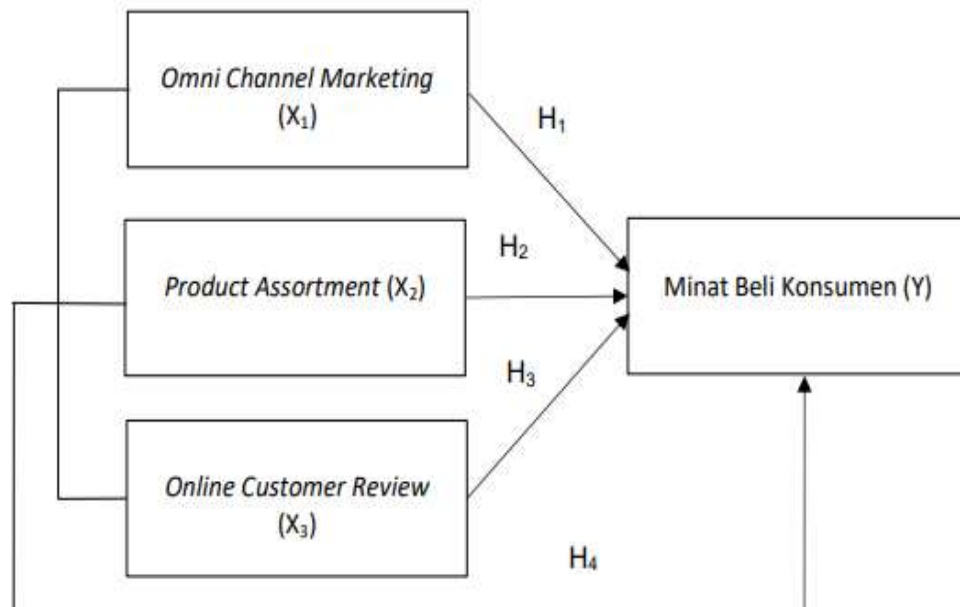 Omni Channel Marketing
(X₁)
H₁
Product Assortment (X₂)
H₂
Minat Beli Konsumen (Y)
H₃
Online Customer Review
(X₃)
H₄